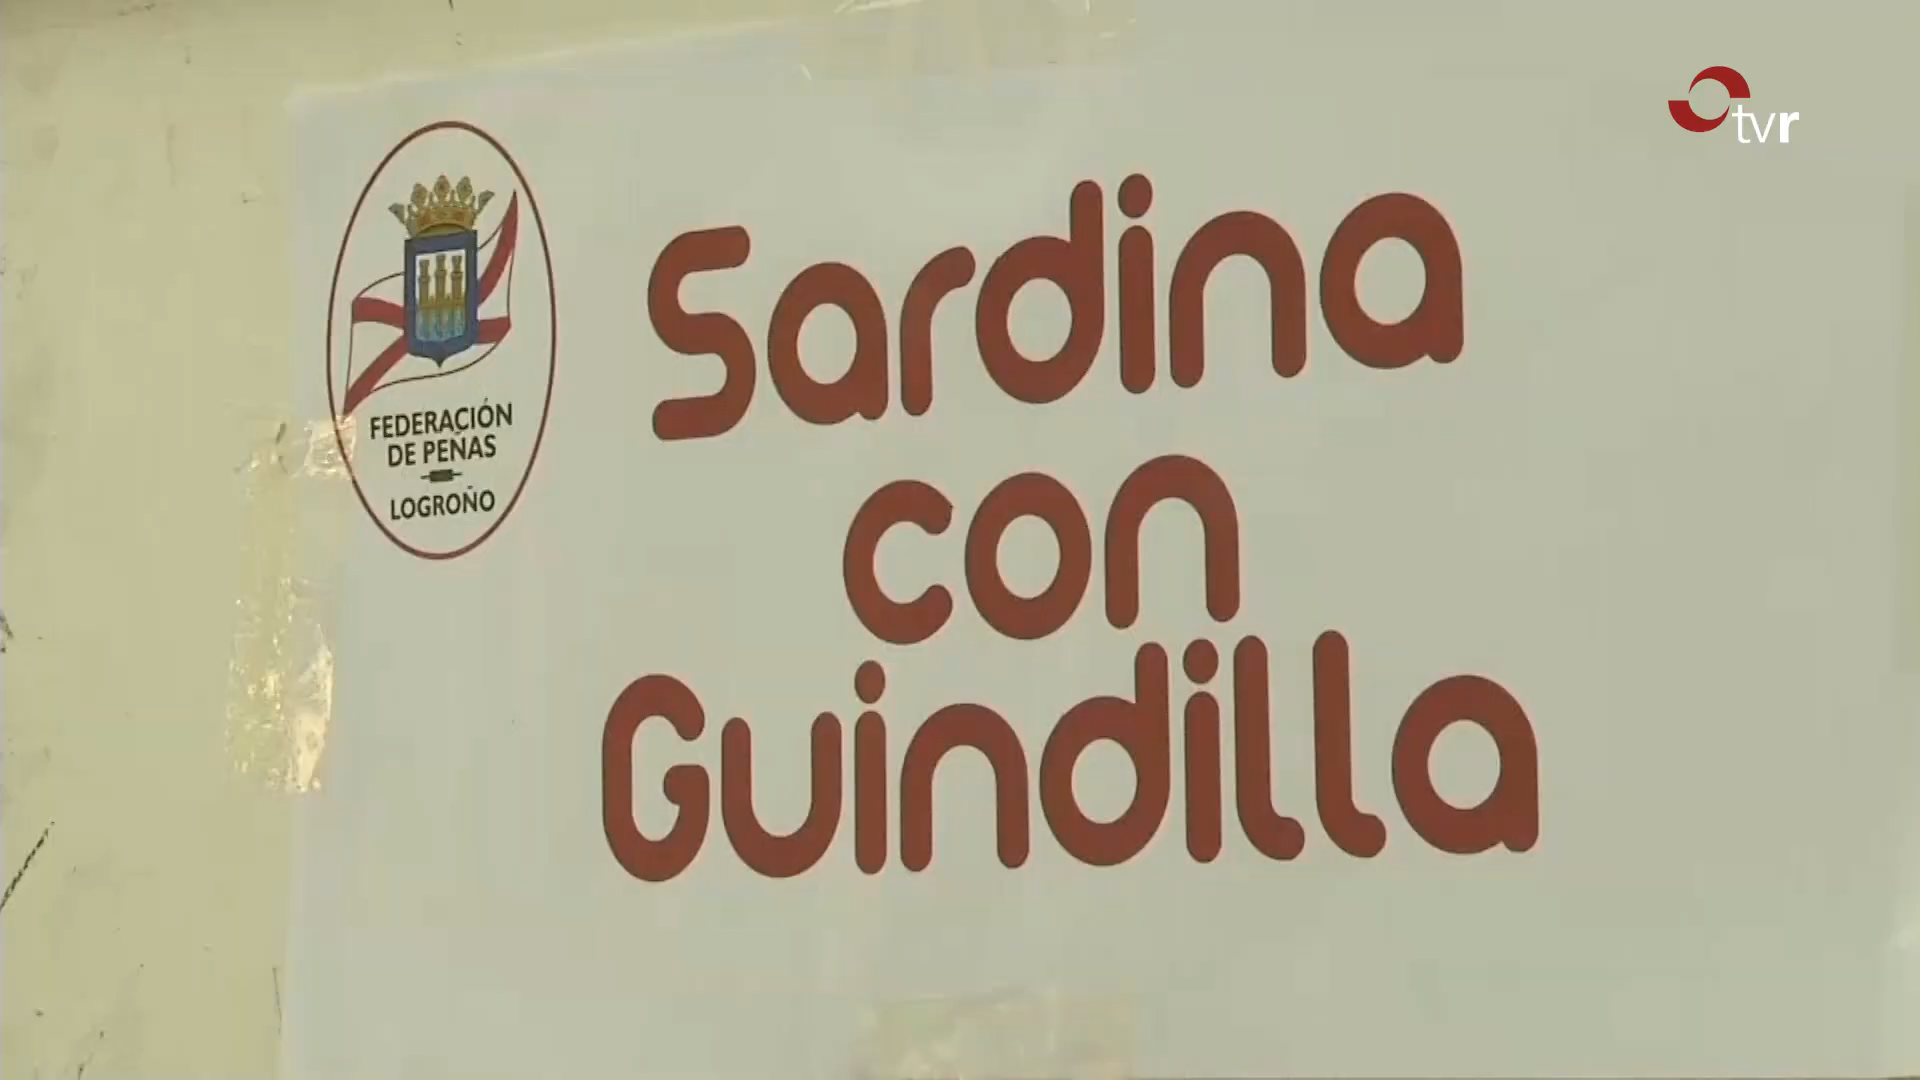 tvr
Sardina
con
Guindilla
FEDERACIÓN
DE PEÑAS
LOGROÑO